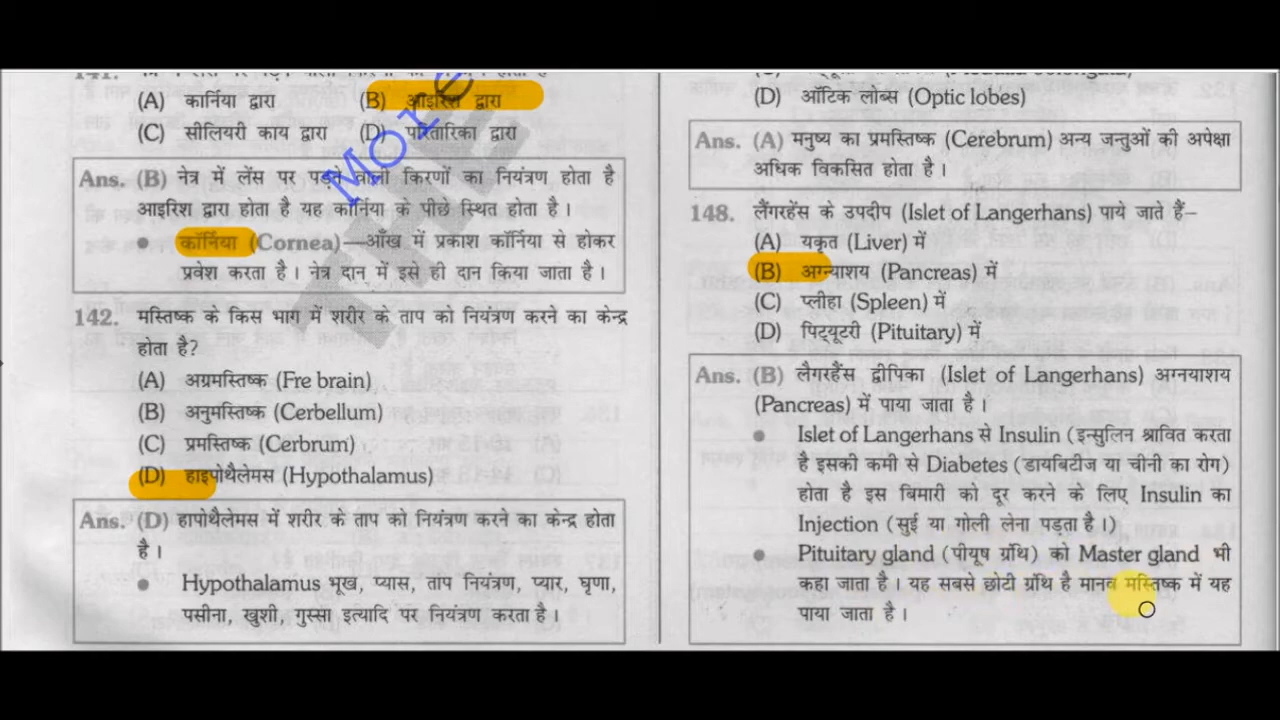 141.
(A) कार्निया द्वारा (B) आइरिस द्वारा
(C) सीलियरी काय द्वारा (D) परितारिका द्वारा
Ans. (B) नेत्र में लेंस पर पड़ने वाली किरणों का नियंत्रण होता है
आइरिश द्वारा होता है यह कॉर्निया के पीछे स्थित होता है।
● कॉर्निया (Cornea)—आँख में प्रकाश कॉर्निया से होकर
प्रवेश करता है। नेत्र दान में इसे ही दान किया जाता है।
142. मस्तिष्क के किस भाग में शरीर के ताप को नियंत्रण करने का केन्द्र
होता है?
(A) अग्रमस्तिष्क (Fre brain)
(B) अनुमस्तिष्क (Cerbellum)
(C) प्रमस्तिष्क (Cerbrum)
(D) हाइपोथैलेमस (Hypothalamus)
Ans. (D) हापोथैलेमस में शरीर के ताप को नियंत्रण करने का केन्द्र होता
है।
● Hypothalamus भूख, प्यास, ताप नियंत्रण, प्यार, घृणा,
पसीना, खुशी, गुस्सा इत्यादि पर नियंत्रण करता है।
More
(D) ऑप्टिक लोब्स (Optic lobes)
Ans. (A) मनुष्य का प्रमस्तिष्क (Cerebrum) अन्य जन्तुओं की अपेक्षा
अधिक विकसित होता है।
148. लैंगरहेंस के उपदीप (Islet of Langerhans) पाये जाते हैं–
(A) यकृत (Liver) में
(B) अग्न्याशय (Pancreas) में
(C) प्लीहा (Spleen) में
(D) पिट्यूटरी (Pituitary) में
Ans. (B) लैगरहैंस द्वीपिका (Islet of Langerhans) अग्नयाशय
(Pancreas) में पाया जाता है।
● Islet of Langerhans से Insulin (इन्सुलिन श्रावित करता
है इसकी कमी से Diabetes (डायबिटीज या चीनी का रोग)
होता है इस बिमारी को दूर करने के लिए Insulin का
Injection (सुई या गोली लेना पड़ता है।)
● Pituitary gland (पीयूष ग्रंथि) को Master gland भी
कहा जाता है। यह सबसे छोटी ग्रंथि है मानव मस्तिष्क में यह
पाया जाता है।